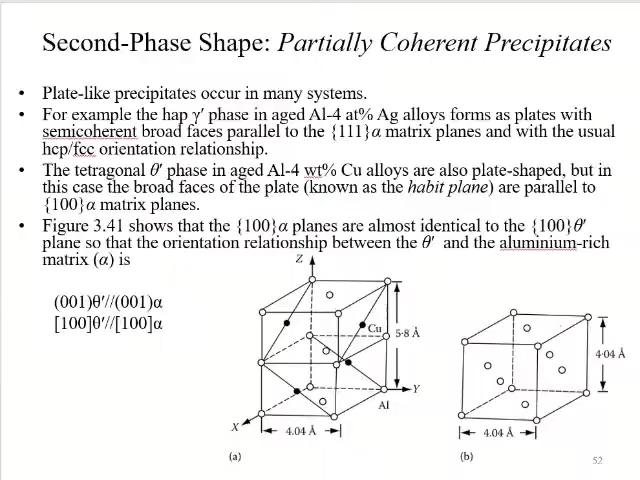 Second-Phase Shape: Partially Coherent Precipitates
• Plate-like precipitates occur in many systems.
• For example the hap γ′ phase in aged Al-4 at% Ag alloys forms as plates with
semicoherent broad faces parallel to the {111}α matrix planes and with the usual
hcp/fcc orientation relationship.
• The tetragonal θ′ phase in aged Al-4 wt% Cu alloys are also plate-shaped, but in
this case the broad faces of the plate (known as the habit plane) are parallel to
{100}α matrix planes.
• Figure 3.41 shows that the {100}α planes are almost identical to the {100}θ′
plane so that the orientation relationship between the θ′ and the aluminium-rich
matrix (α) is
(001)θ′//(001)α
[100]θ′//[100]α
Z
Cu
5·8 Å
Y
Al
X
4.04 Å
(a)
4·04 Å
4.04 Å
(b)
52